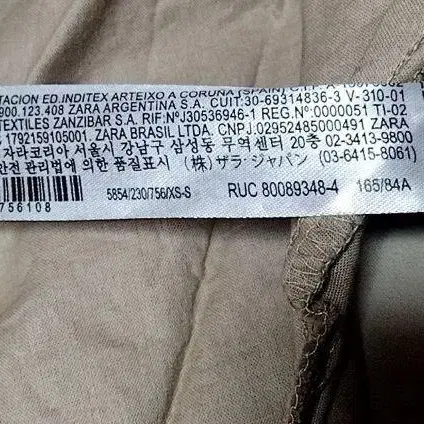 TACION ED.INDITEX ARTEIXO A CORUÑA (SPAIN)
900.123.408 ZARA ARGENTINA S.A. CUIT:30-69314836-3 V-310-01
TEXTILES ZANZIBAR S.A. RIF:NºJ30536946-1 REG.Nº:0000051 TI-02
1792159105001. ZARA BRASIL LTDA. CNPJ.02952485000491 ZARA
자라코리아 서울시 강남구 삼성동 무역센터 20층 02-3413-9800
안전 관리법에 의한 품질표시 (株) ザラ・ジャパン (03-6415-8061)
756108
5854/230/756/XS-S
RUC 80089348-4
165/84A